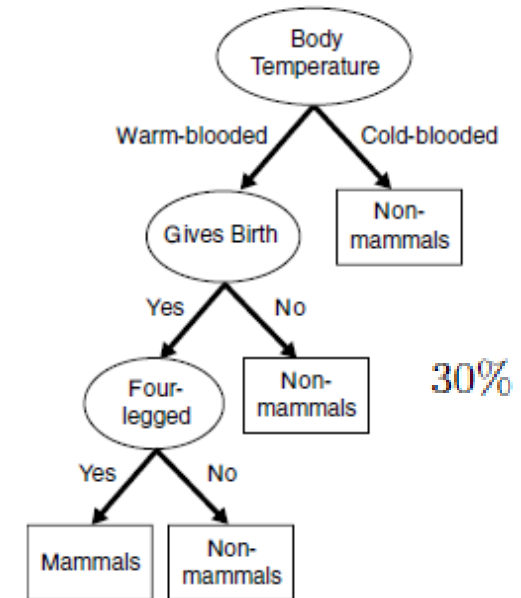 Body
Temperature
Warm-blooded
Cold-blooded
Gives Birth
Non-
mammals
Yes
No
Four-
legged
Non-
mammals
30%
Yes
No
Mammals
Non-
mammals